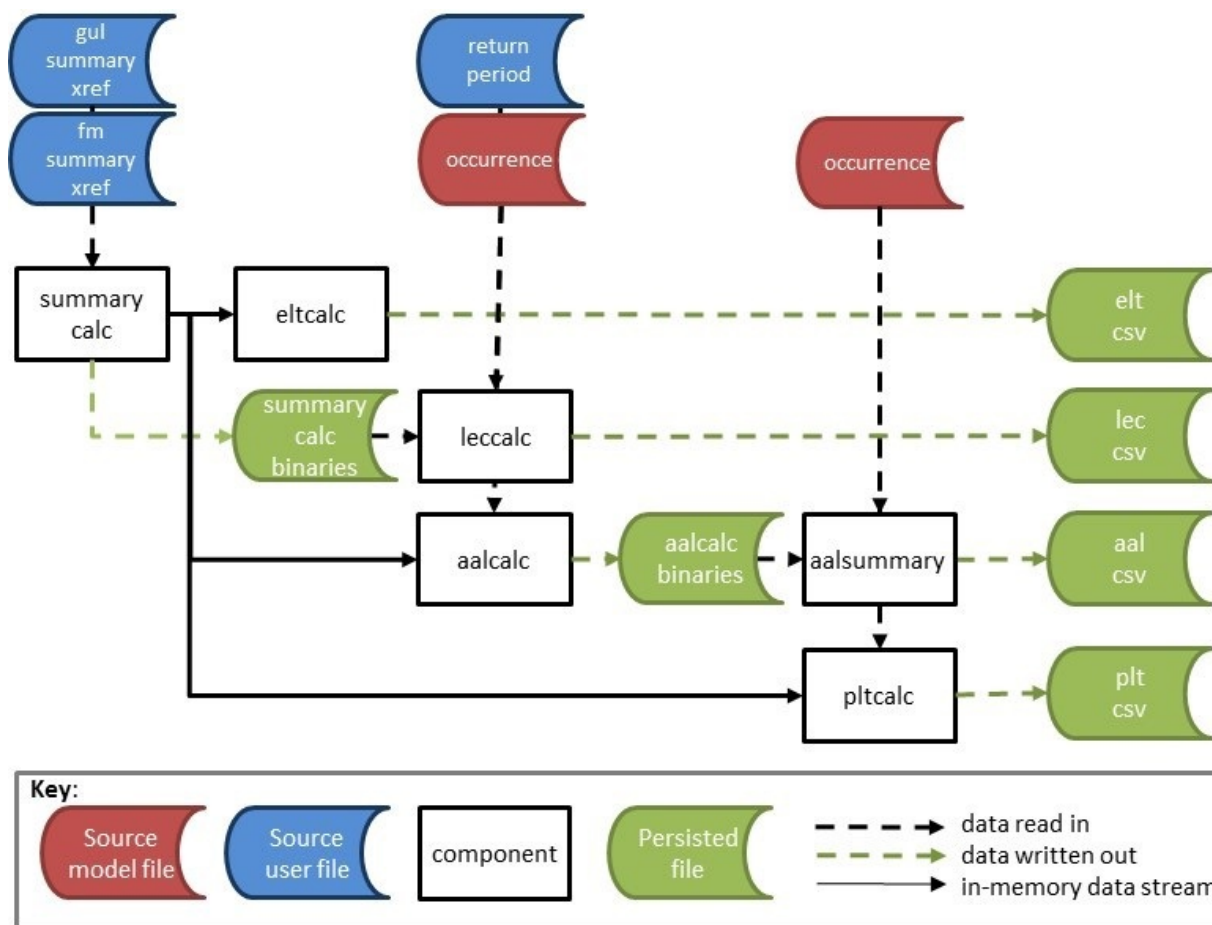 gul
summary
xref
fm
summary
xref
return
period
occurrence
occurrence
summary
calc
eltcalc
elt
csv
summary
calc
binaries
leccalc
lec
csv
aalcalc
aalcalc
binaries
aalsummary
aal
csv
pltcalc
plt
csv
Key:
Source
model file
Source
user file
component
Persisted
file
data read in
data written out
in-memory data stream